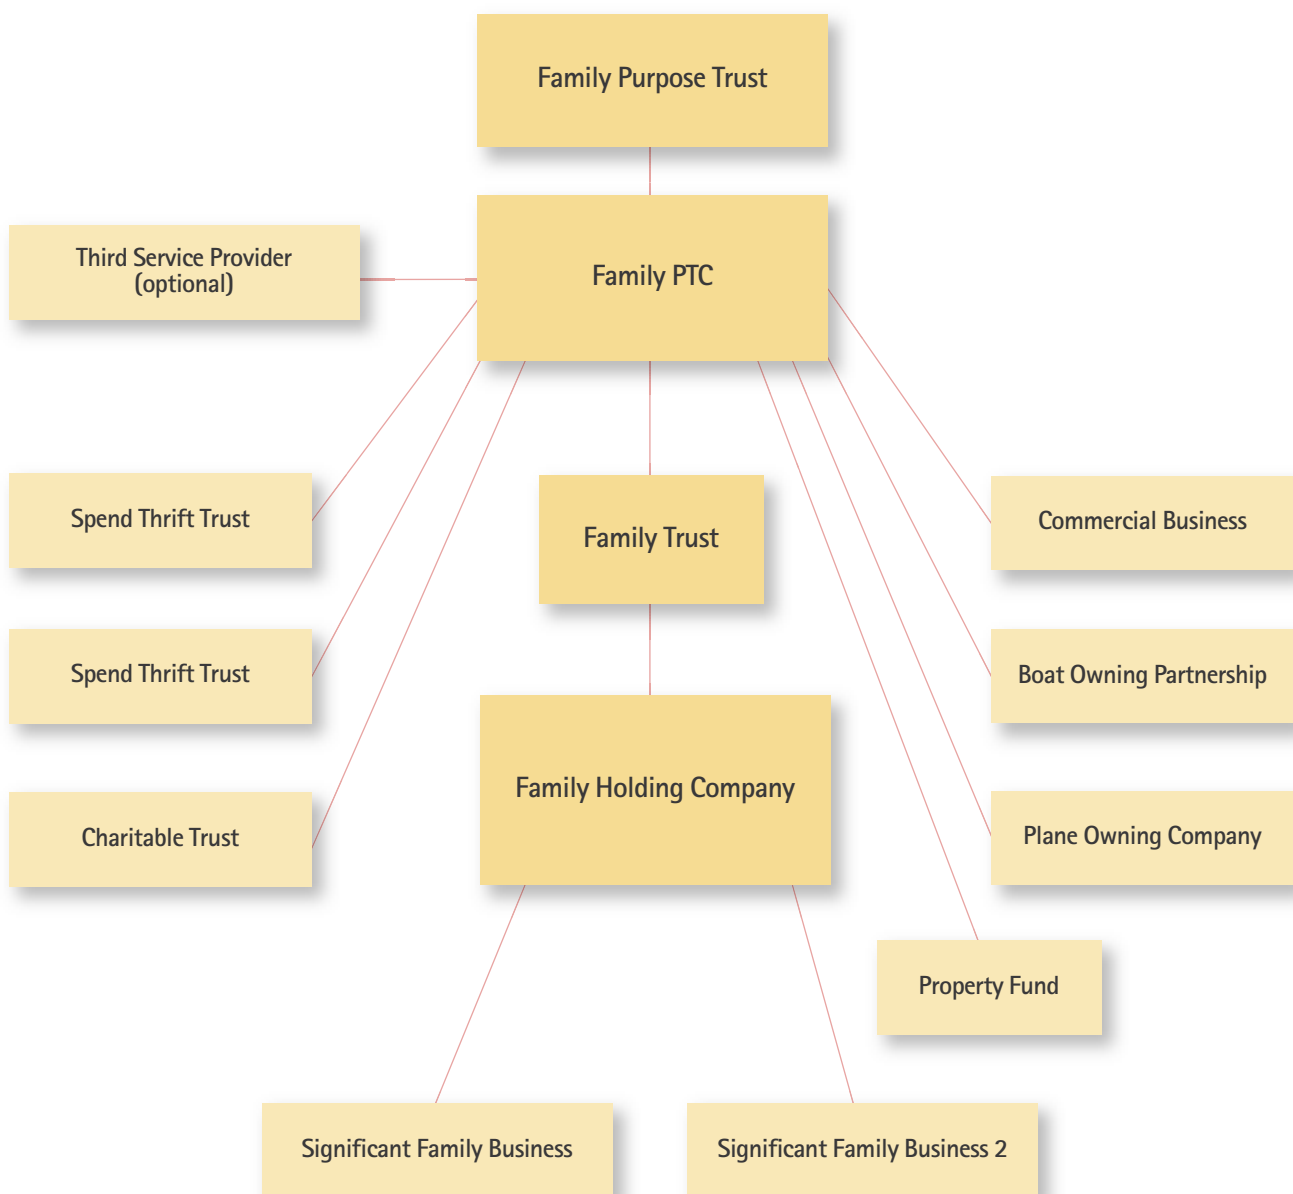 Family Purpose Trust
Third Service Provider
(optional)
Family PTC
Spend Thrift Trust
Family Trust
Commercial Business
Spend Thrift Trust
Boat Owning Partnership
Family Holding Company
Charitable Trust
Plane Owning Company
Property Fund
Significant Family Business
Significant Family Business 2